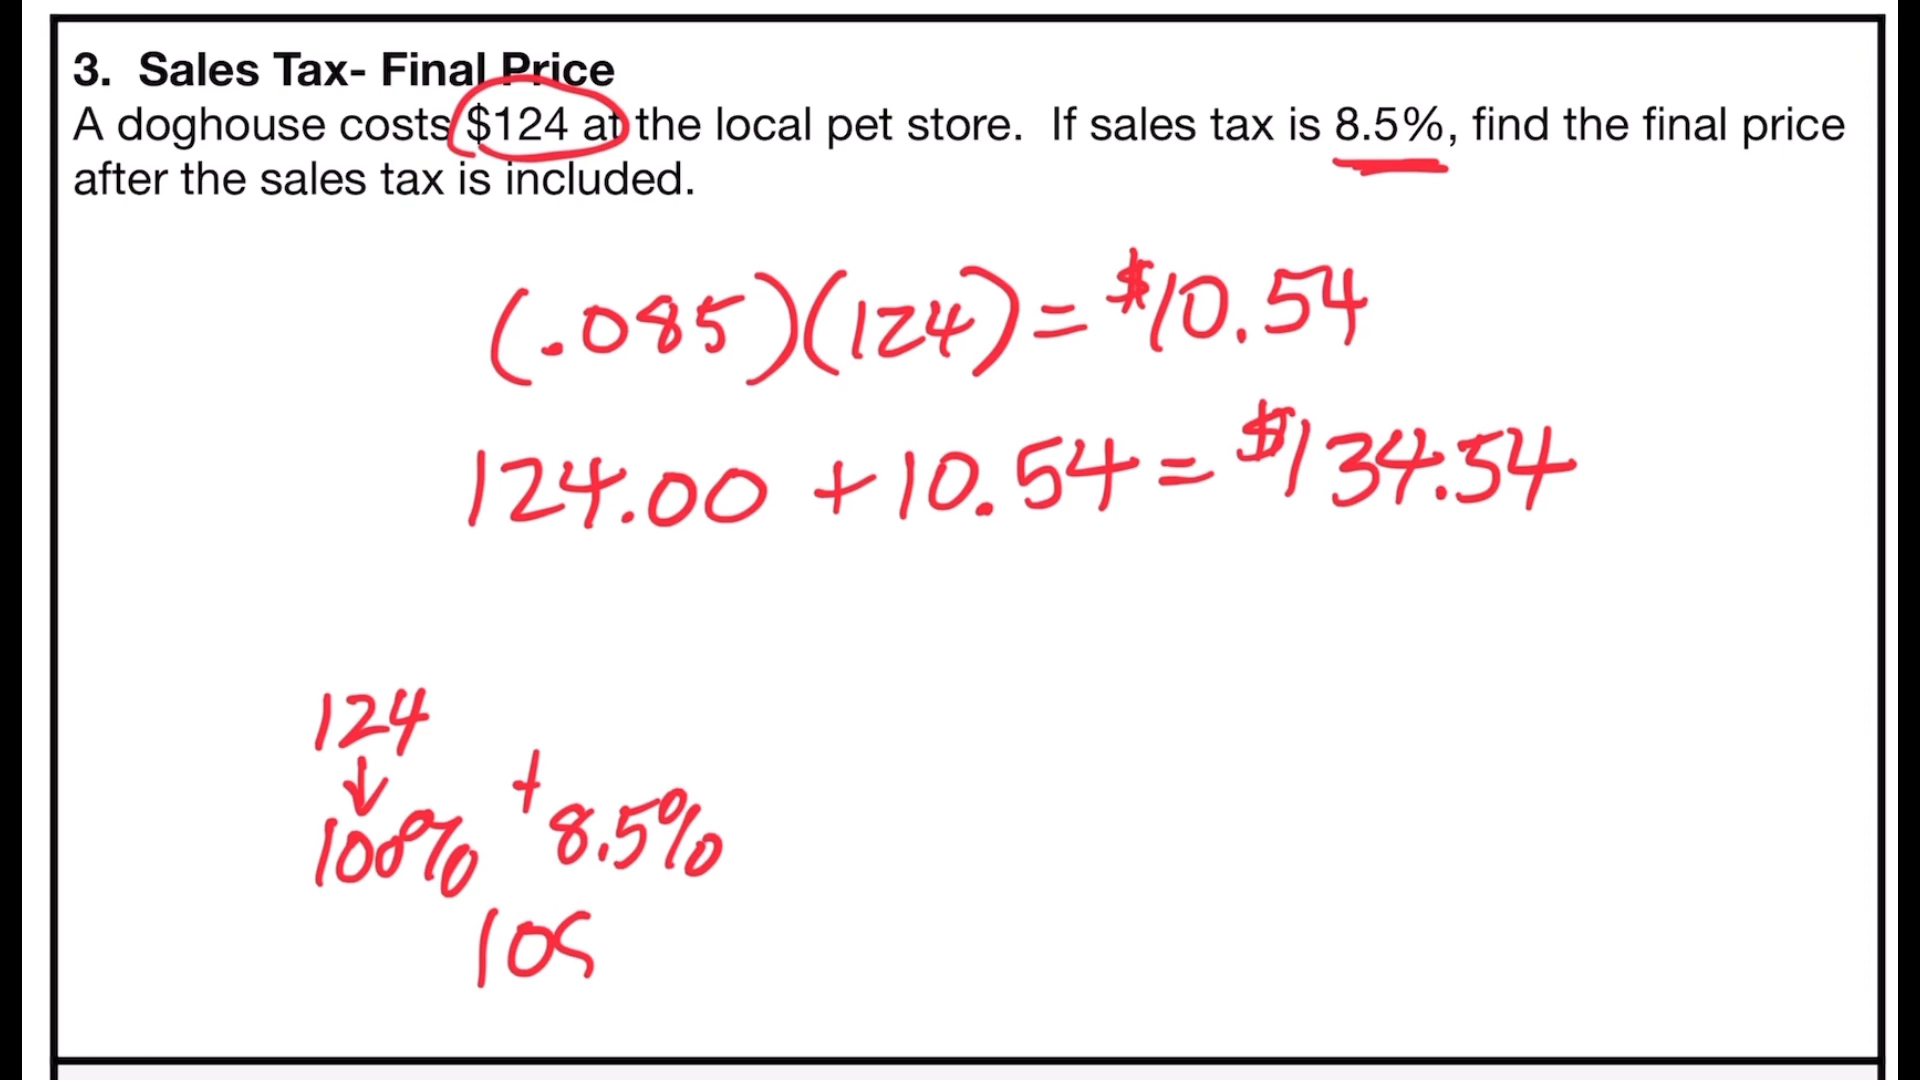 3. Sales Tax- Final Price
A doghouse costs $124 at the local pet store. If sales tax is 8.5%, find the final price
after the sales tax is included.
(.085)(124)=$10.54
124.00+10.54=$134.54
124
↓
100% +8.5%
10